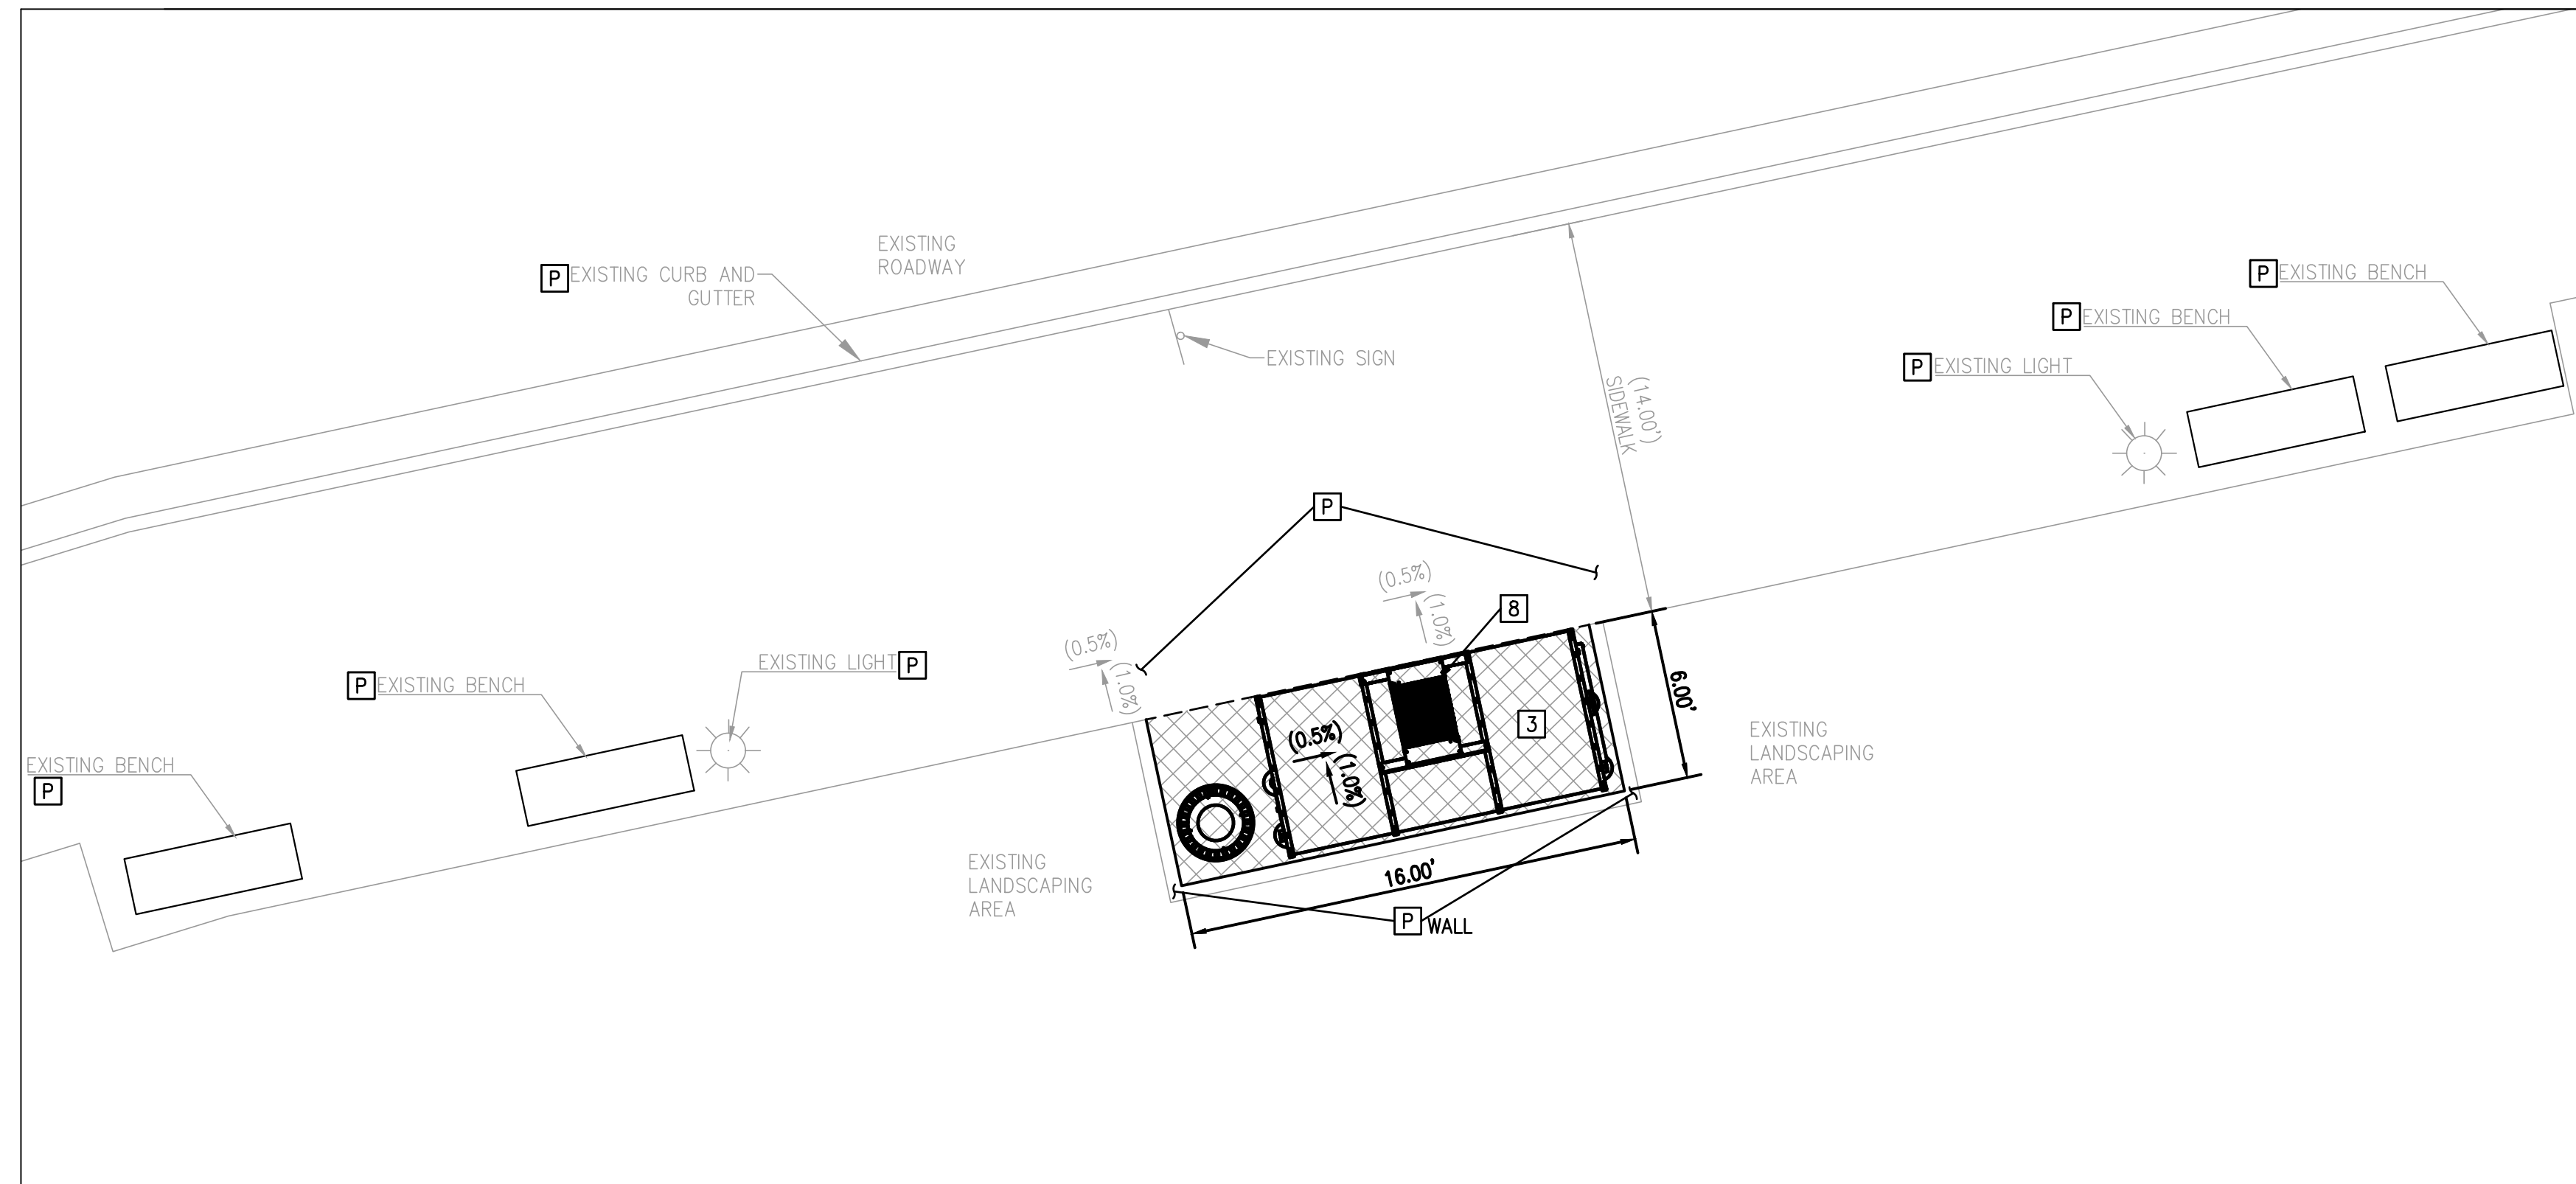 EXISTING
ROADWAY
P EXISTING CURB AND
GUTTER
P EXISTING BENCH
P EXISTING BENCH
EXISTING SIGN
P EXISTING LIGHT
(14.00')
SIDEWALK
P
(0.5%)
(1.0%)
8
(0.5%)
(1.0%)
EXISTING LIGHT P
P EXISTING BENCH
6.00'
3
(0.5%)
(1.0%)
EXISTING
LANDSCAPING
AREA
EXISTING BENCH
P
EXISTING
LANDSCAPING
AREA
16.00'
P WALL